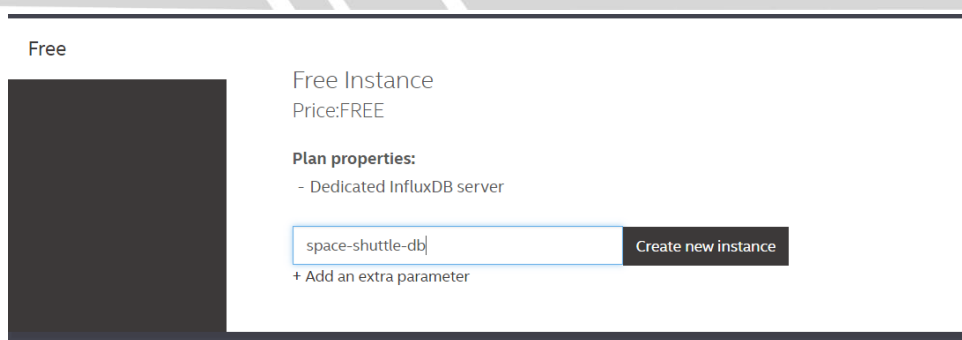 Free
Free Instance
Price:FREE
Plan properties:
- Dedicated InfluxDB server
space-shuttle-db
Create new instance
+ Add an extra parameter